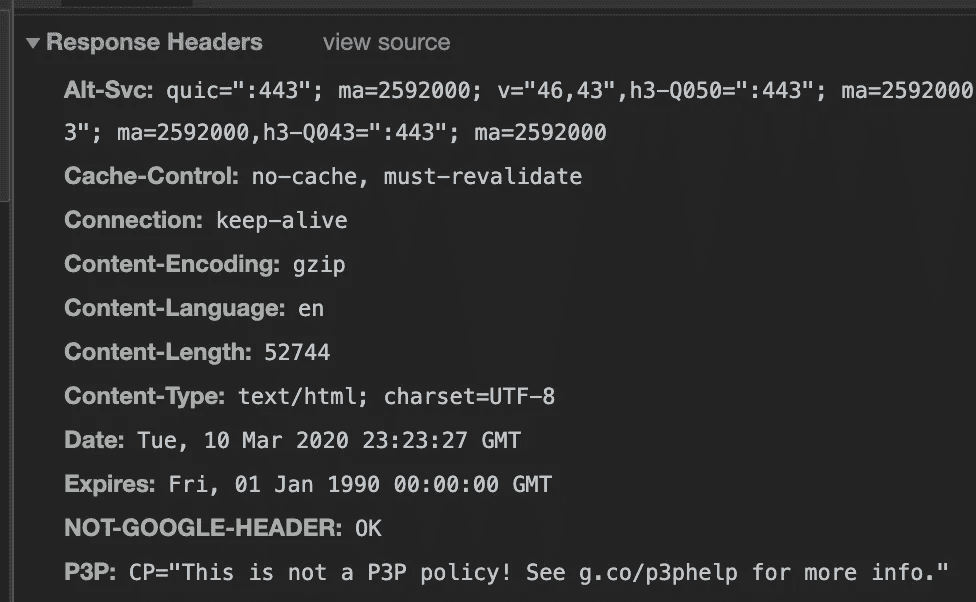 Response Headers view source
Alt-Svc: quic=":443"; ma=2592000; v="46,43",h3-Q050=":443"; ma=2592000
3"; ma=2592000,h3-Q043=":443"; ma=2592000
Cache-Control: no-cache, must-revalidate
Connection: keep-alive
Content-Encoding: gzip
Content-Language: en
Content-Length: 52744
Content-Type: text/html; charset=UTF-8
Date: Tue, 10 Mar 2020 23:23:27 GMT
Expires: Fri, 01 Jan 1990 00:00:00 GMT
NOT-GOOGLE-HEADER: OK
P3P: CP="This is not a P3P policy! See g.co/p3phelp for more info."